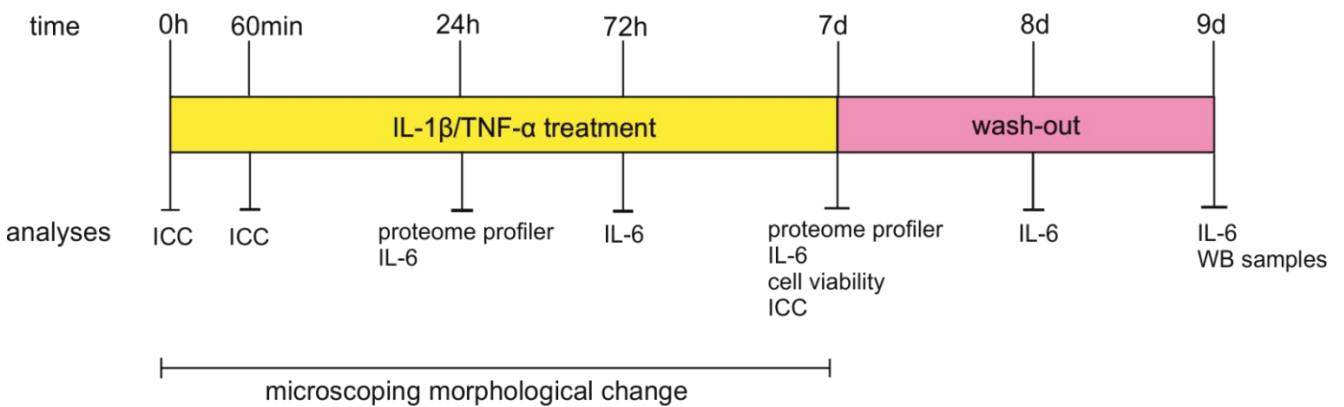 time 0h 60min 24h 72h 7d 8d 9d
IL-1β/TNF-α treatment wash-out
analyses ICC ICC proteome profiler IL-6 proteome profiler IL-6 IL-6
IL-6 IL-6 WB samples
cell viability
ICC
microscoping morphological change